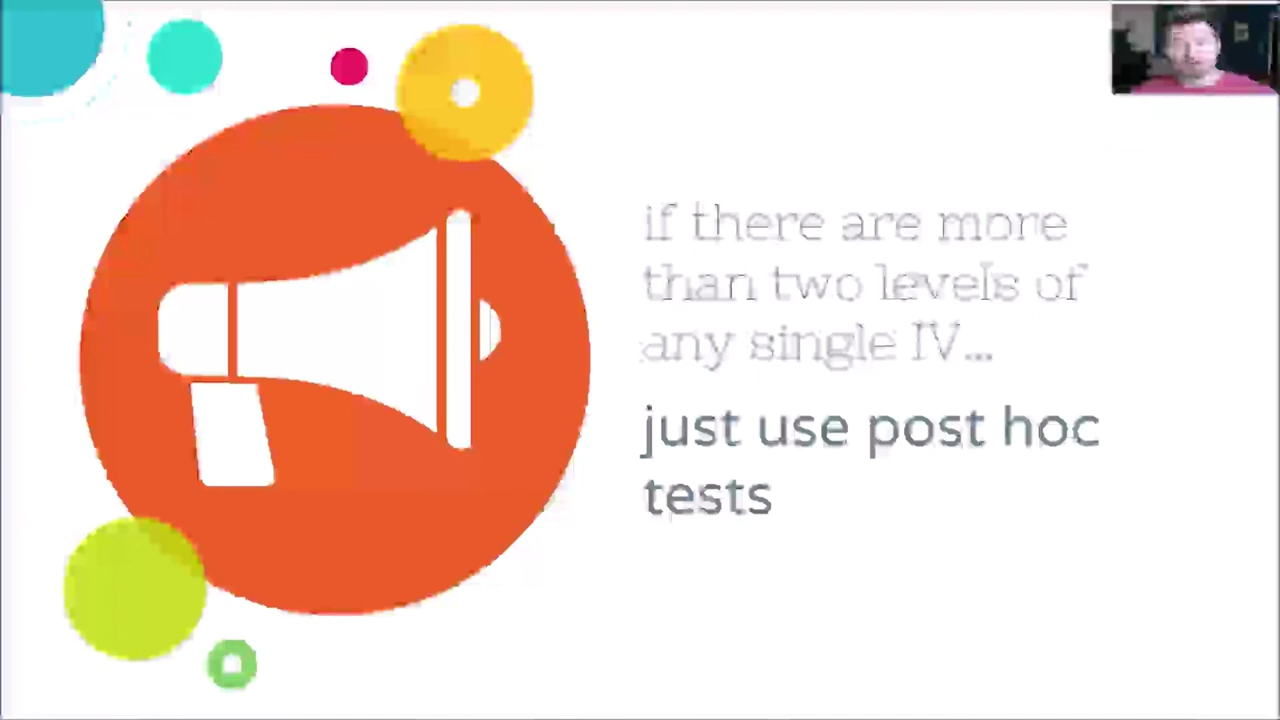 if there are more
than two levels of
any single IV...
just use post hoc
tests